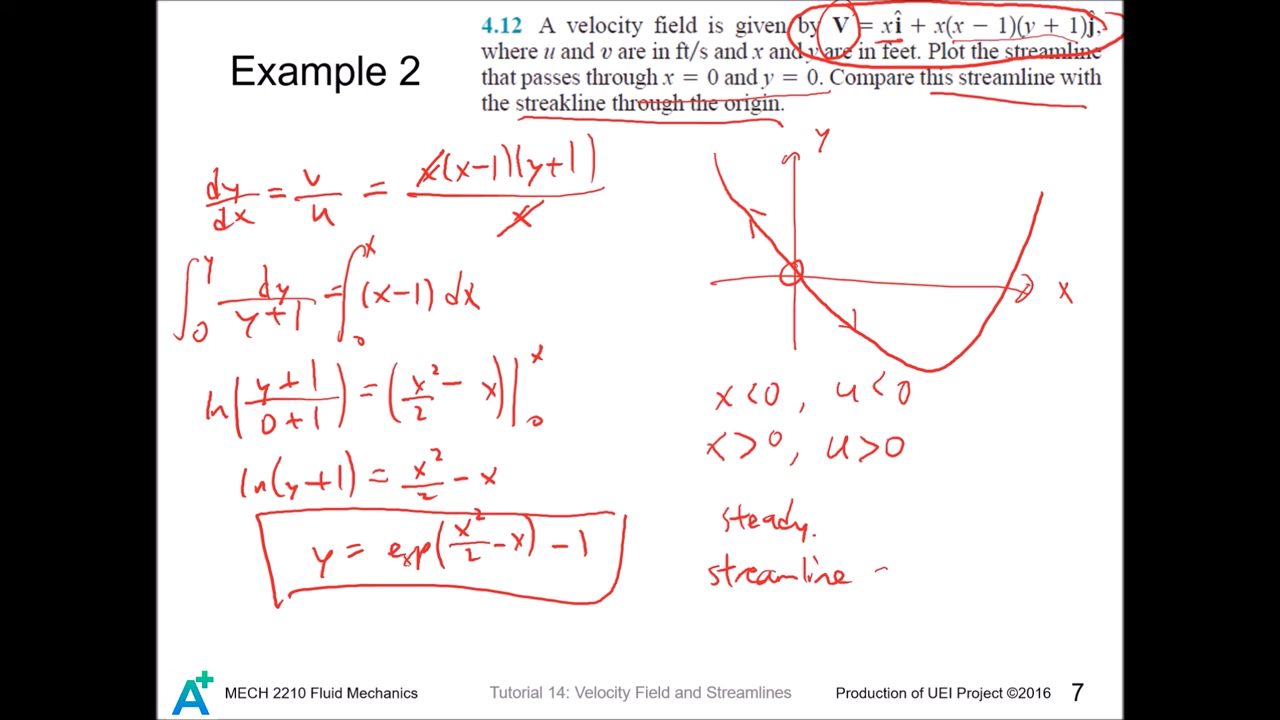 Example 2
4.12 A velocity field is given by V = xî + x(x − 1)(y + 1)ĵ,
where u and v are in ft/s and x and y are in feet. Plot the streamline
that passes through x = 0 and y = 0. Compare this streamline with
the streakline through the origin.
dy/dx = v/u = x(x-1)(y+1)/x
∫₀^y dy/(y+1) = ∫₀^x (x-1) dx
ln((y+1)/(0+1)) = (x²/2 - x)|₀^x
ln(y+1) = x²/2 - x
y = exp(x²/2 - x) - 1
y
x
x<0, u<0
x>0, u>0
steady.
streamline -
A+
MECH 2210 Fluid Mechanics
Tutorial 14: Velocity Field and Streamlines
Production of UEI Project ©2016
7